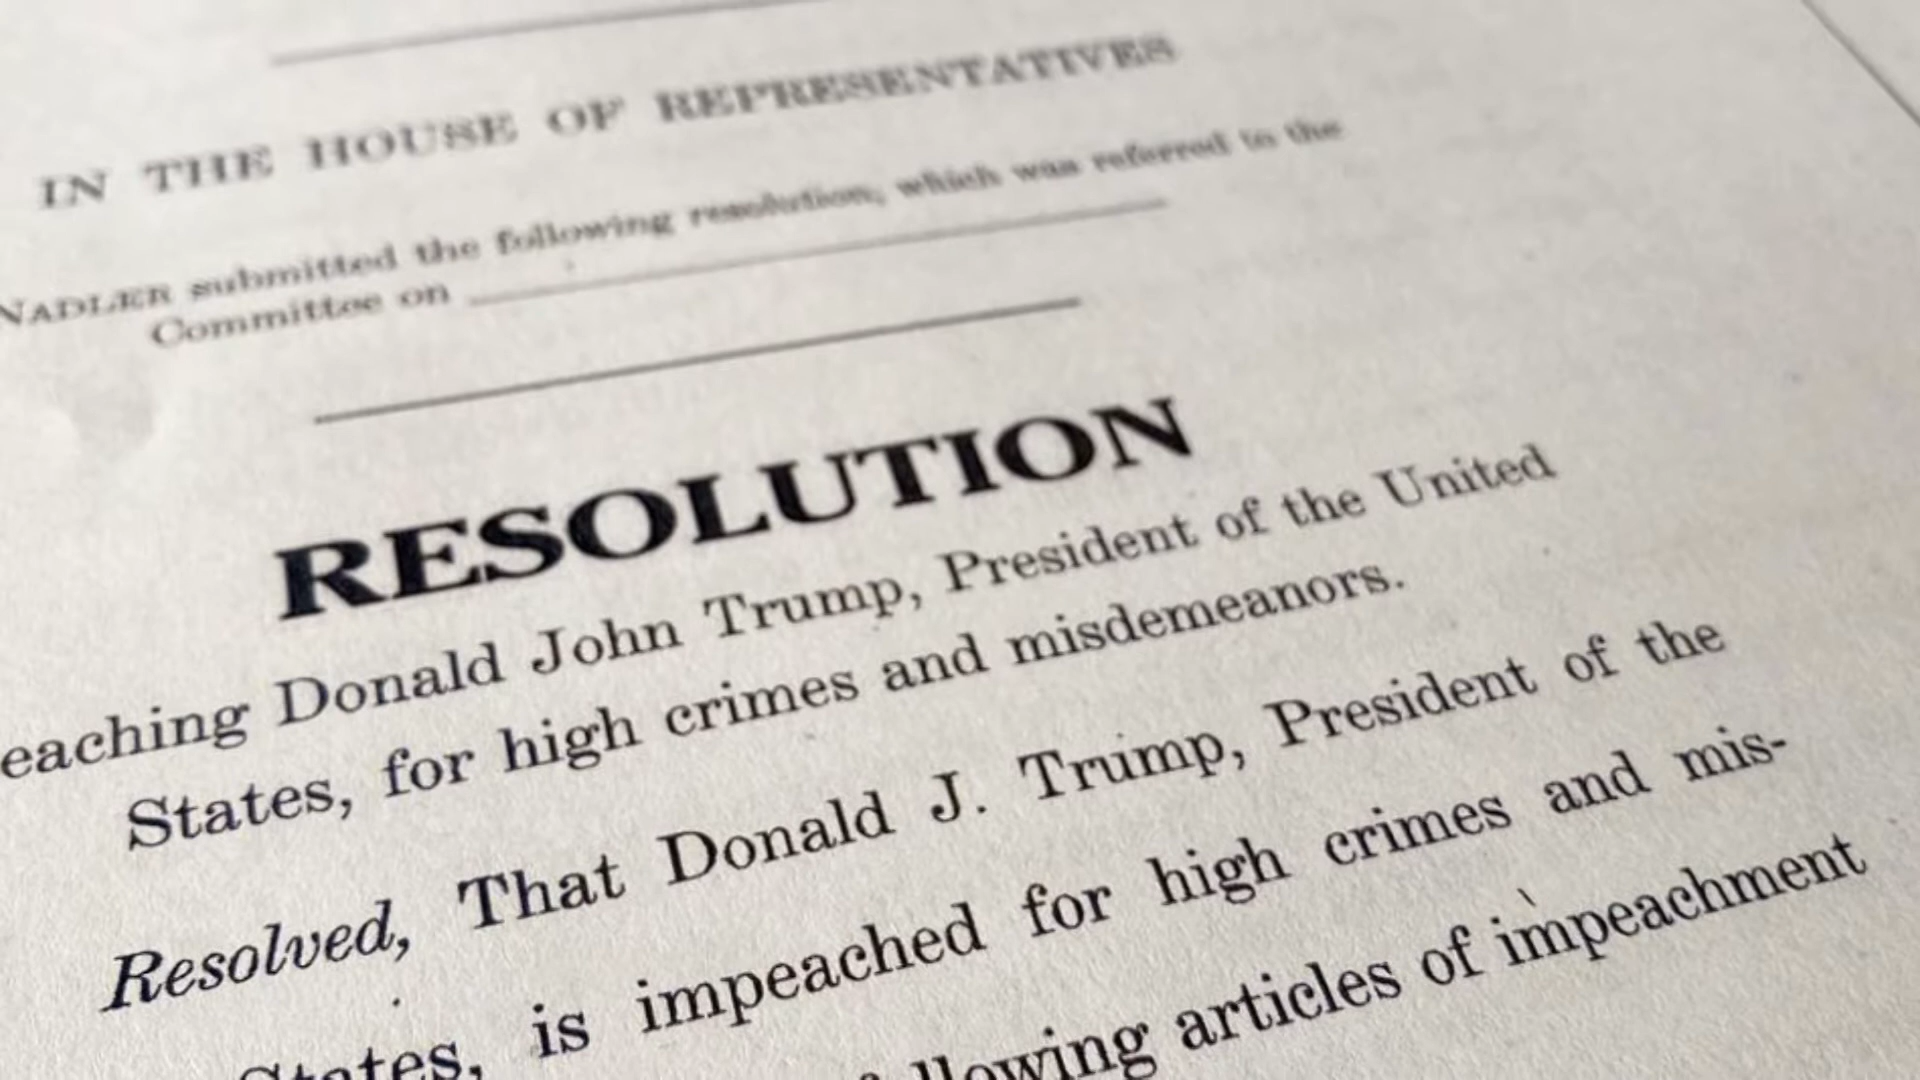 IN THE HOUSE OF REPRESENTATIVES
NADLER submitted the following resolution; which was referred to the
Committee on
RESOLUTION
eaching Donald John Trump, President of the United
States, for high crimes and misdemeanors.
Resolved, That Donald J. Trump, President of the
States, is impeached for high crimes and mis-
llowing articles of impeachment